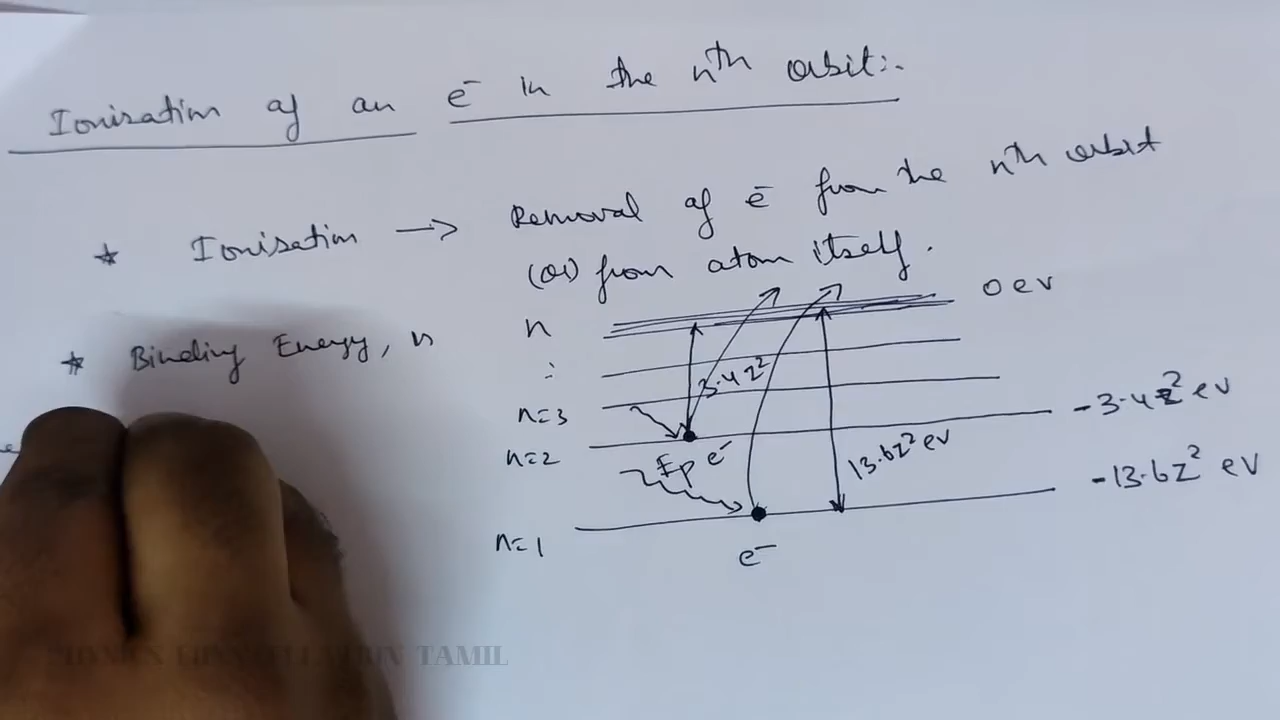 Ionisation of an e⁻ in the nth orbit:-
* Ionisation → Removal of e⁻ from the nth orbit
(or) from atom itself.
n 0 ev
* Binding Energy,
:
3.4z²
n=3
n=2 -3.4z² ev
Ep e⁻ 13.6z² ev
n=1 -13.6z² ev
e⁻
TAMIL